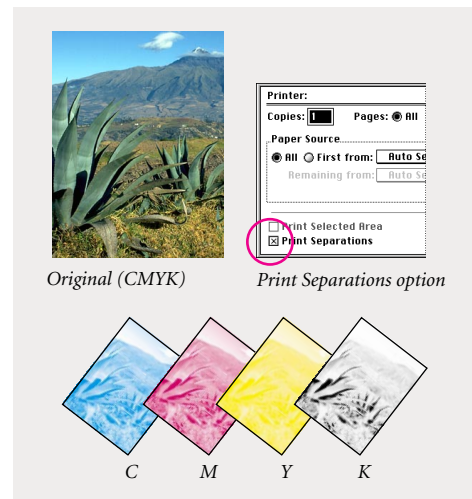 Printer:
Copies: 1 Pages: All
Paper Source
All First from: Auto Se
Remaining from: Auto Se
Print Selected Area
Print Separations
Original (CMYK)
Print Separations option
C M Y K